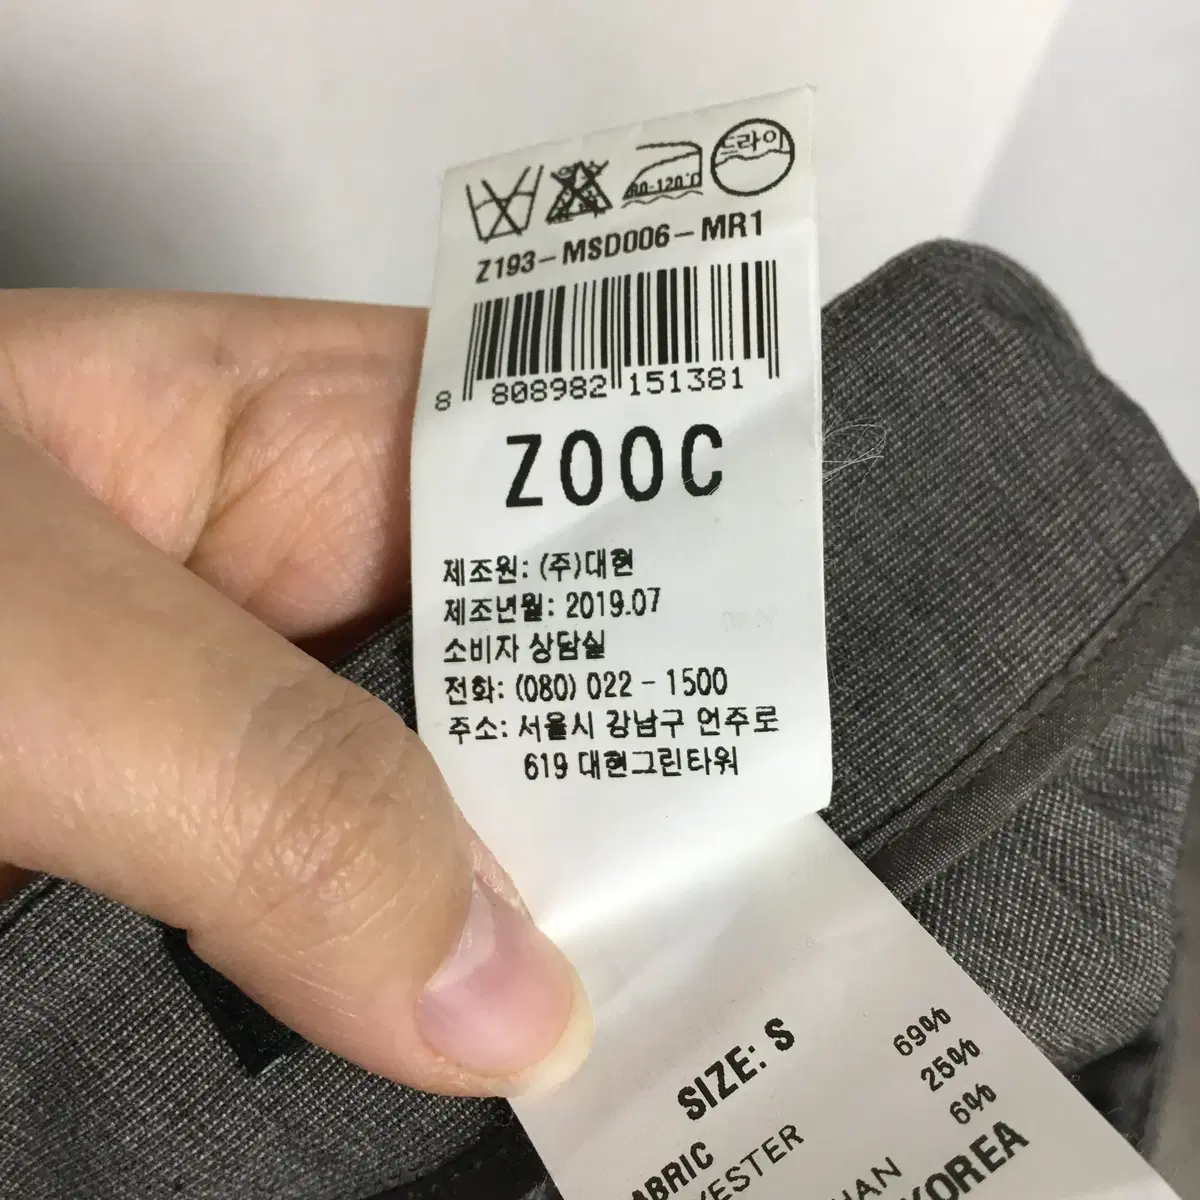 80-120°C
드라이
Z193-MSD006-MR1
8 808982 151381
ZOOC
제조원: (주)대현
제조년월: 2019.07
소비자 상담실
전화: (080) 022-1500
주소: 서울시 강남구 언주로
619 대현그린타워
SIZE: S
69%
25%
6%